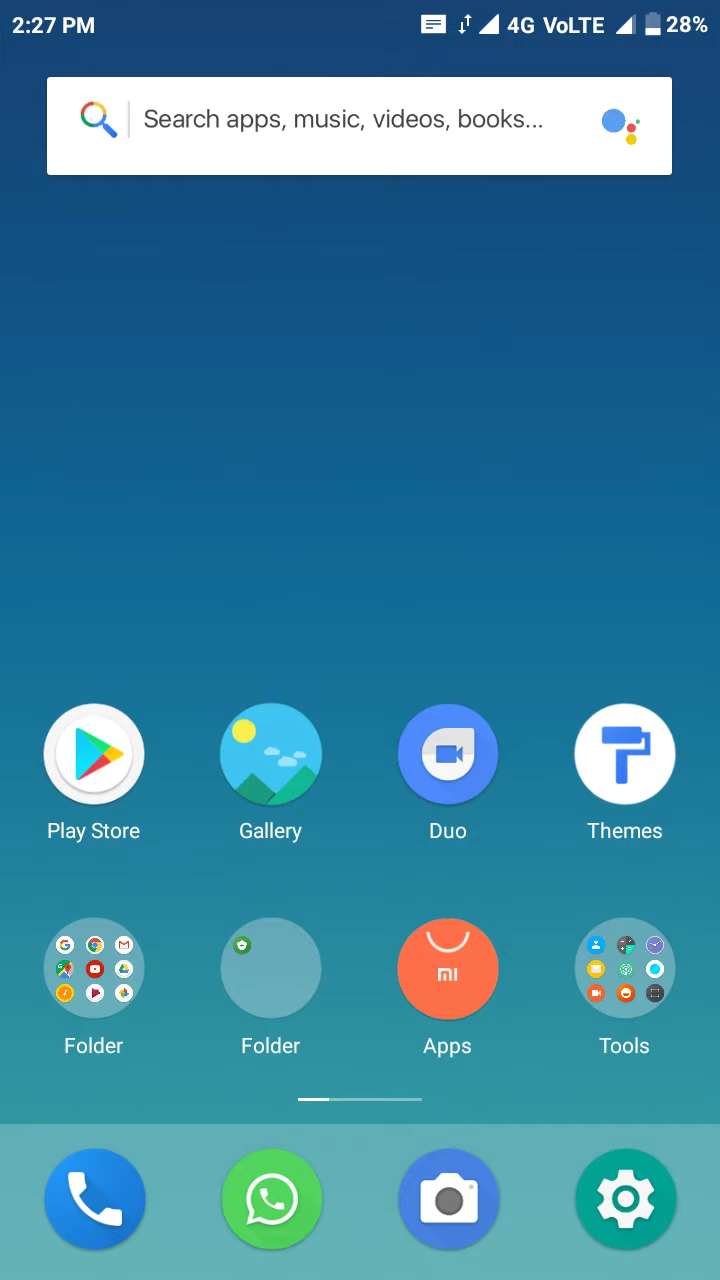 2:27 PM 4G VoLTE 28%
Search apps, music, videos, books...
Play Store Gallery Duo Themes
mi
Folder Folder Apps Tools